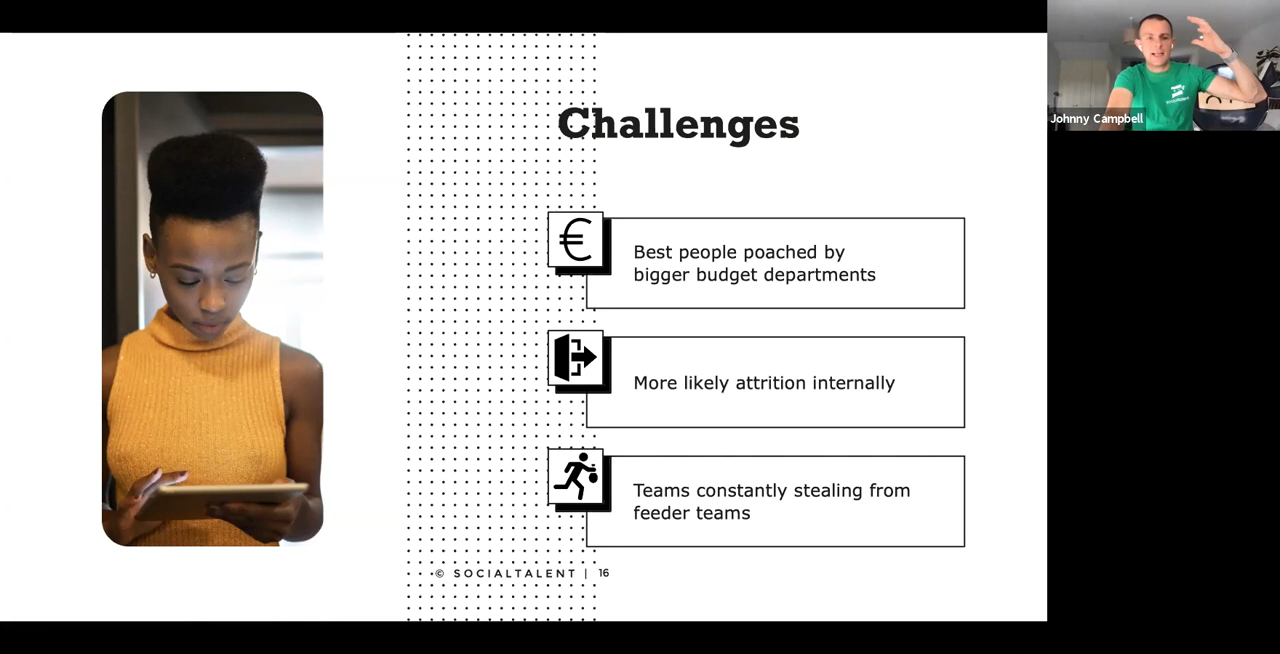 Challenges
€
Best people poached by
bigger budget departments
More likely attrition internally
Teams constantly stealing from
feeder teams
© SOCIALTALENT | 16
Johnny Campbell